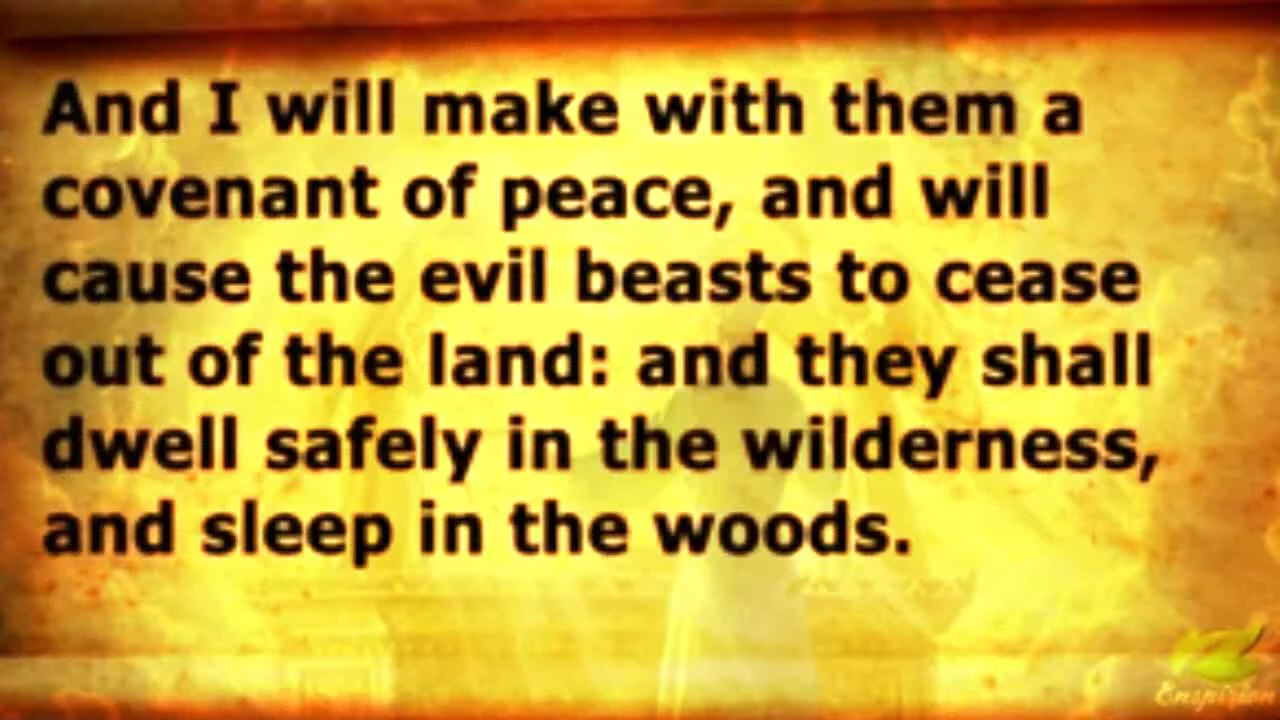 And I will make with them a
covenant of peace, and will
cause the evil beasts to cease
out of the land: and they shall
dwell safely in the wilderness,
and sleep in the woods.